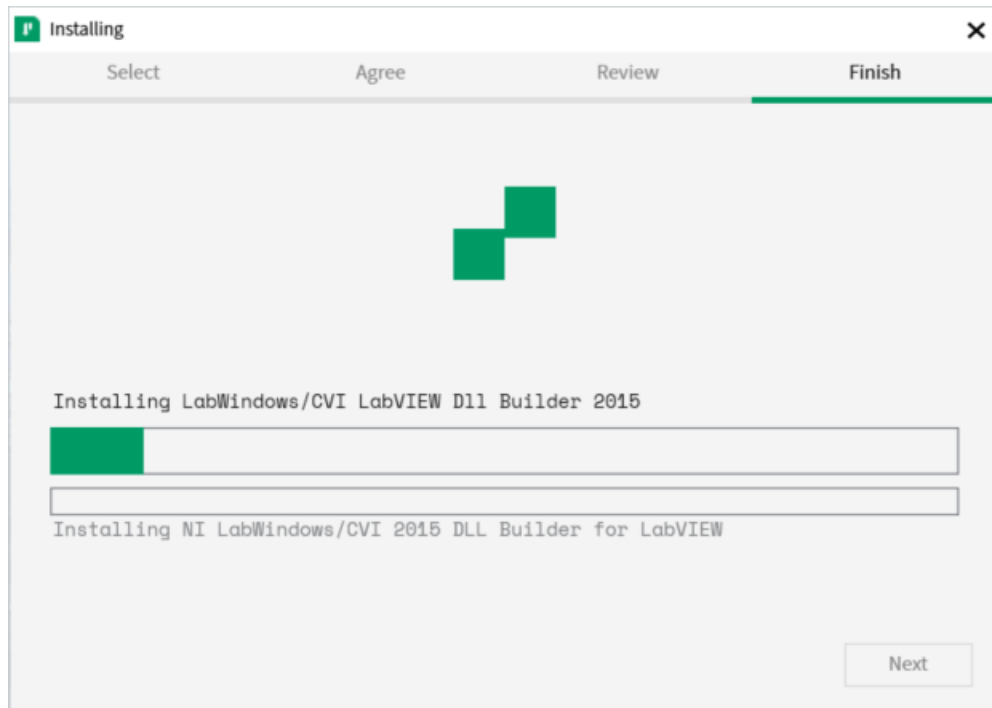 Installing
Select Agree Review Finish
Installing LabWindows/CVI LabVIEW Dll Builder 2015
Installing NI LabWindows/CVI 2015 DLL Builder for LabVIEW
Next